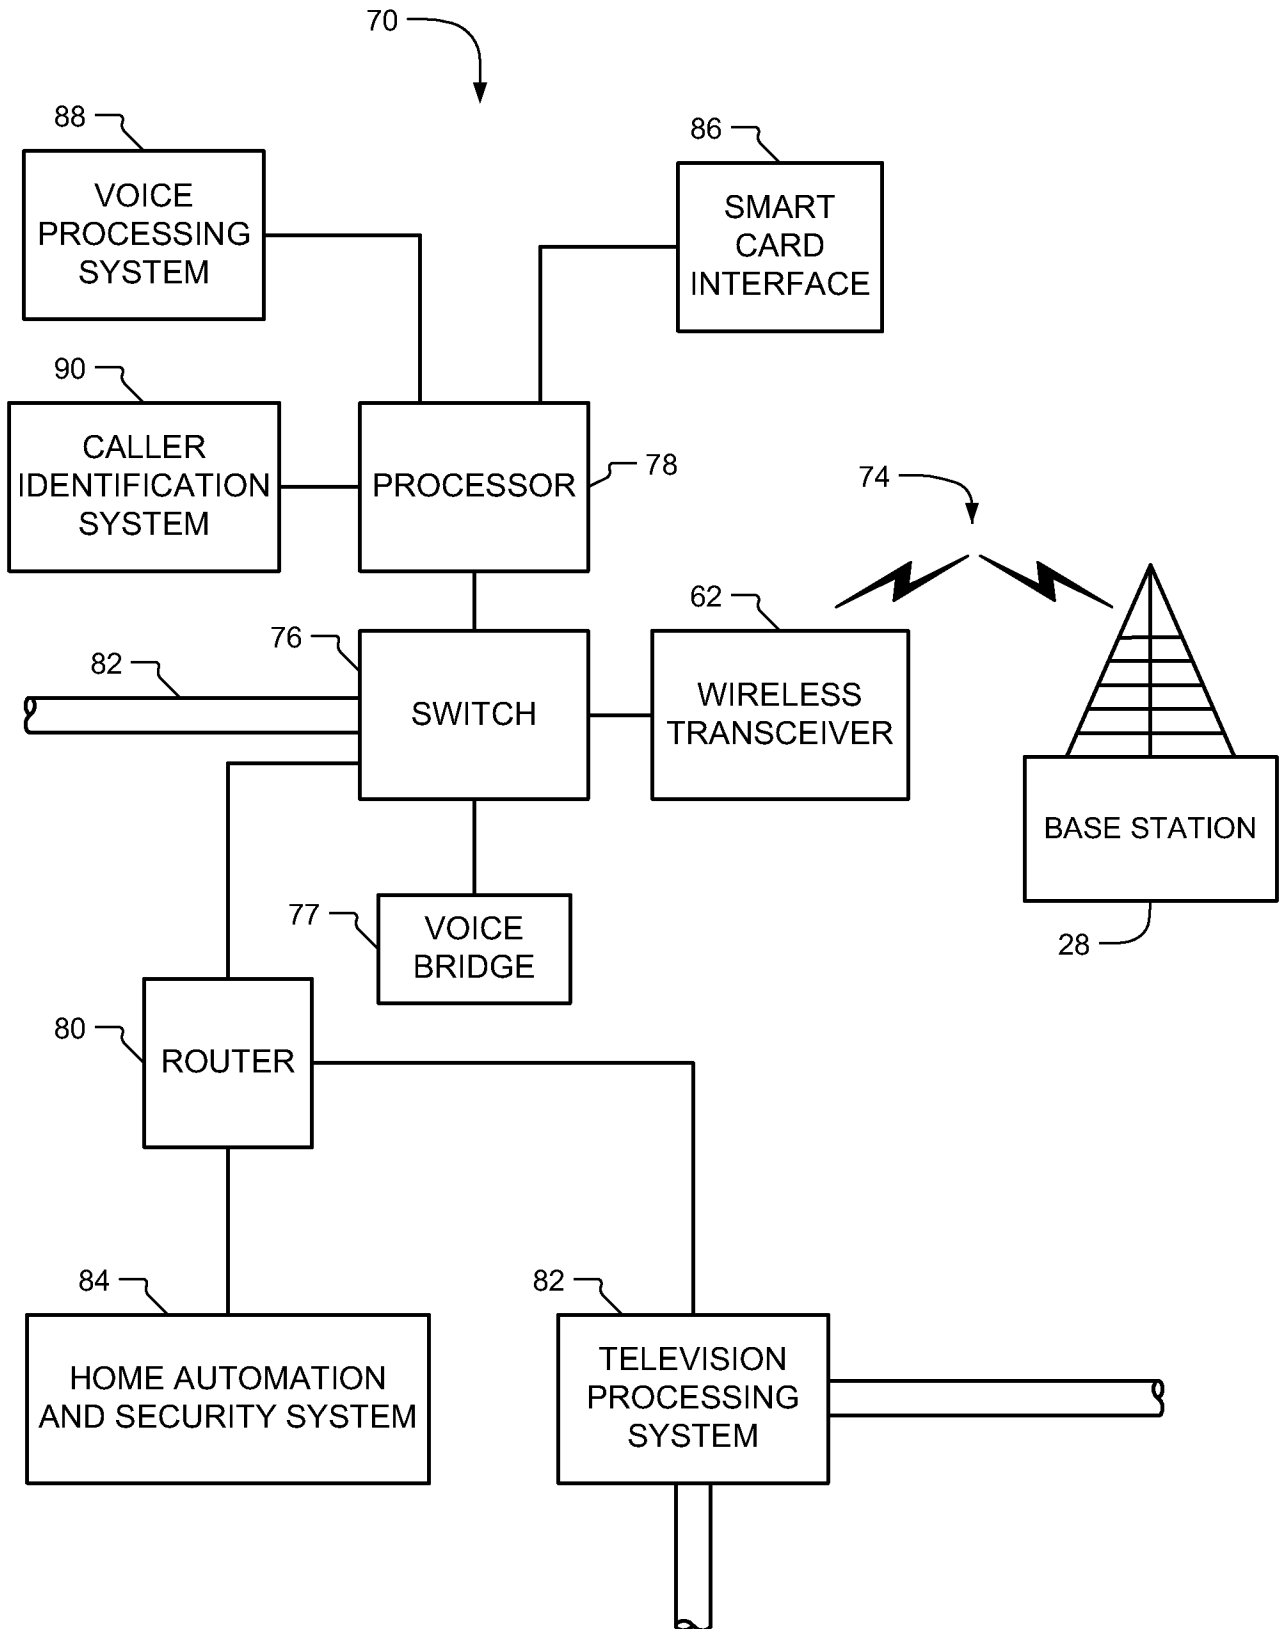 70
88
86
VOICE
PROCESSING
SYSTEM
SMART
CARD
INTERFACE
90
CALLER
IDENTIFICATION
SYSTEM
PROCESSOR
78
74
62
76
82
SWITCH
WIRELESS
TRANSCEIVER
BASE STATION
28
77
VOICE
BRIDGE
80
ROUTER
84
82
HOME AUTOMATION
AND SECURITY SYSTEM
TELEVISION
PROCESSING
SYSTEM